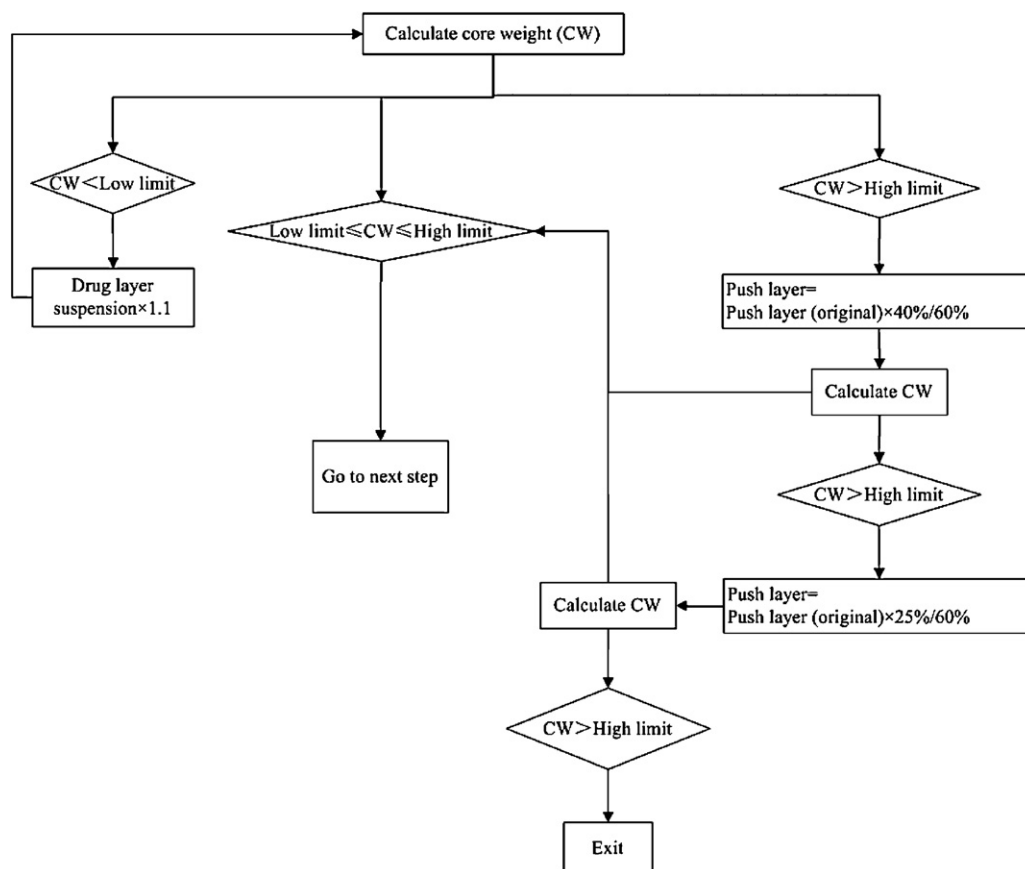 Calculate core weight (CW)
CW＜Low limit
CW＞High limit
Low limit≤CW≤High limit
Drug layer
suspension×1.1
Push layer=
Push layer (original)×40%/60%
Calculate CW
Go to next step
CW＞High limit
Calculate CW
Push layer=
Push layer (original)×25%/60%
CW＞High limit
Exit